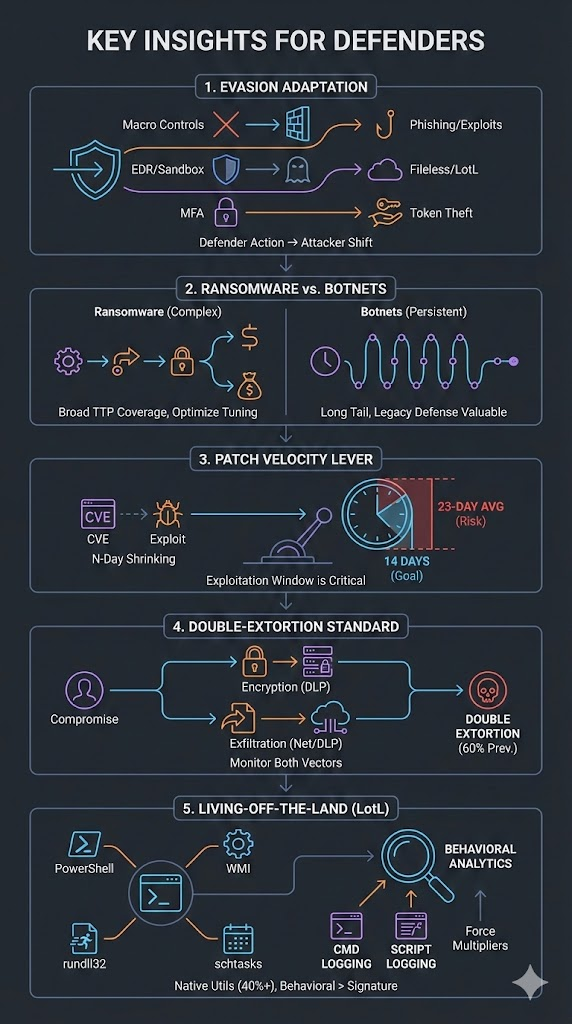 KEY INSIGHTS FOR DEFENDERS
1. EVASION ADAPTATION
Macro Controls
Phishing/Exploits
EDR/Sandbox
Fileless/LotL
MFA
Token Theft
Defender Action → Attacker Shift
2. RANSOMWARE vs. BOTNETS
Ransomware (Complex)
$
$
Broad TTP Coverage, Optimize Tuning
Botnets (Persistent)
Long Tail, Legacy Defense Valuable
3. PATCH VELOCITY LEVER
CVE
CVE
Exploit
N-Day Shrinking
Exploitation Window is Critical
23-DAY AVG
(Risk)
14 DAYS
(Goal)
4. DOUBLE-EXTORTION STANDARD
Compromise
Encryption (DLP)
Exfiltration (Net/DLP)
Monitor Both Vectors
DOUBLE
EXTORTION
(60% Prev.)
5. LIVING-OFF-THE-LAND (LotL)
PowerShell
WMI
rundll32
schtasks
BEHAVIORAL
ANALYTICS
CMD
LOGGING
SCRIPT
LOGGING
Force
Multipliers
Native Utils (40%+), Behavioral > Signature